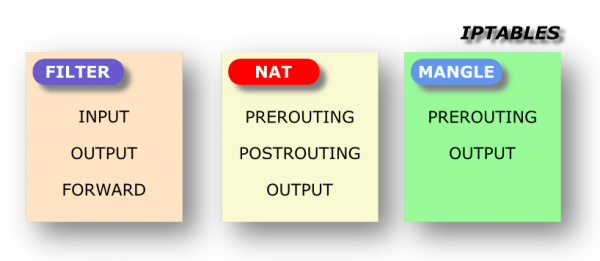 IPTABLES
FILTER
INPUT
OUTPUT
FORWARD
NAT
PREROUTING
POSTROUTING
OUTPUT
MANGLE
PREROUTING
OUTPUT